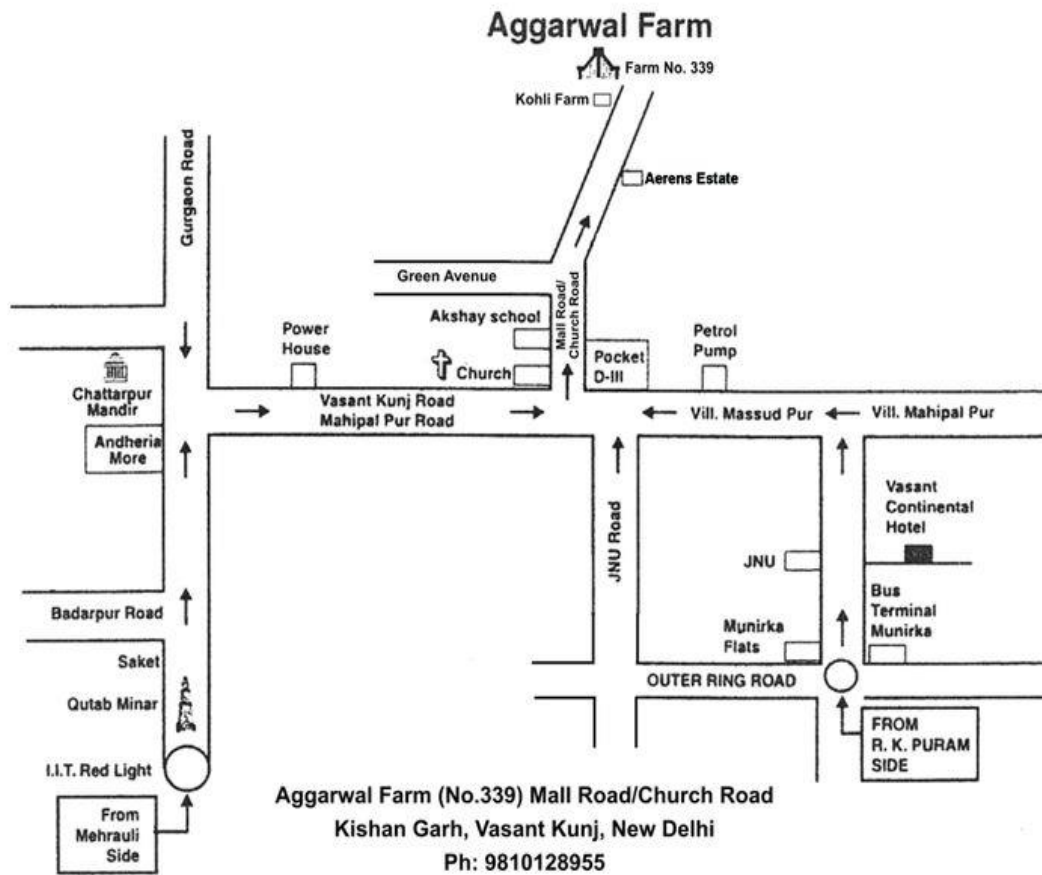 Aggarwal Farm
Farm No. 339
Kohli Farm
Aerens Estate
Gurgaon Road
Green Avenue
Mall Road/
Church Road
Akshay school
Church
Power
House
Pocket
D-III
Petrol
Pump
Chattarpur
Mandir
Andheria
More
Vasant Kunj Road
Mahipal Pur Road
Vill. Massud Pur
Vill. Mahipal Pur
JNU Road
Vasant
Continental
Hotel
JNU
Bus
Terminal
Munirka
Munirka
Flats
Badarpur Road
Saket
Qutab Minar
I.I.T. Red Light
OUTER RING ROAD
FROM
R. K. PURAM
SIDE
From
Mehrauli
Side
Aggarwal Farm (No.339) Mall Road/Church Road
Kishan Garh, Vasant Kunj, New Delhi
Ph: 9810128955